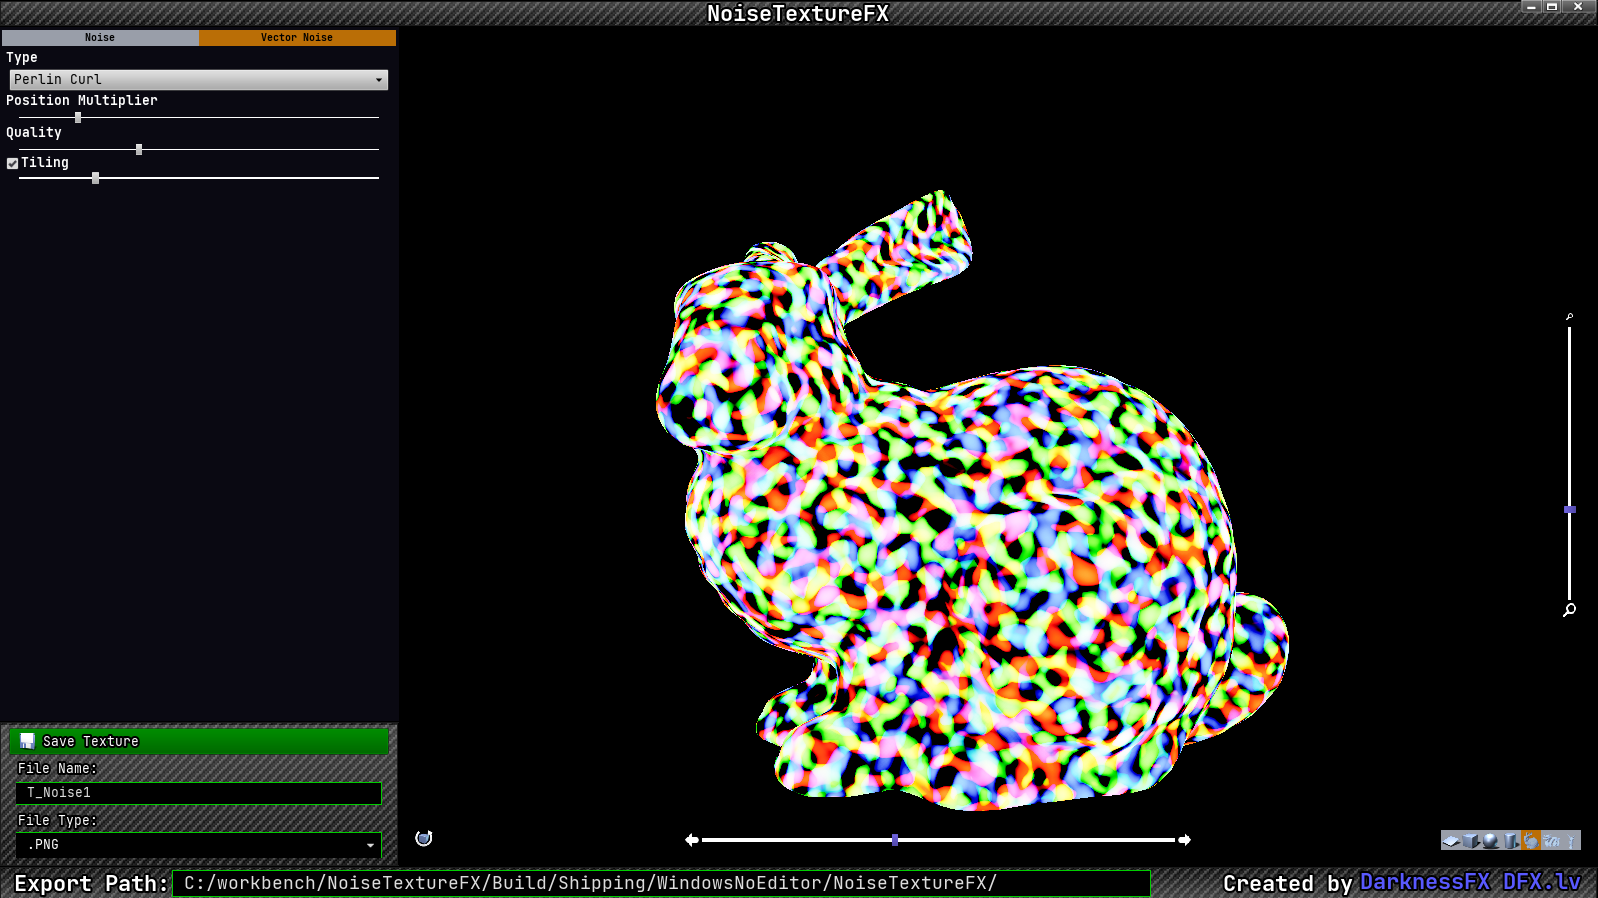 NoiseTextureFX
Noise
Vector Noise
Type
Perlin Curl
Position Multiplier
Quality
Tiling
Save Texture
File Name:
T_Noise1
File Type:
.PNG
Export Path: C:/workbench/NoiseTextureFX/Build/Shipping/WindowsNoEditor/NoiseTextureFX/
Created by DarknessFX DFX.lv